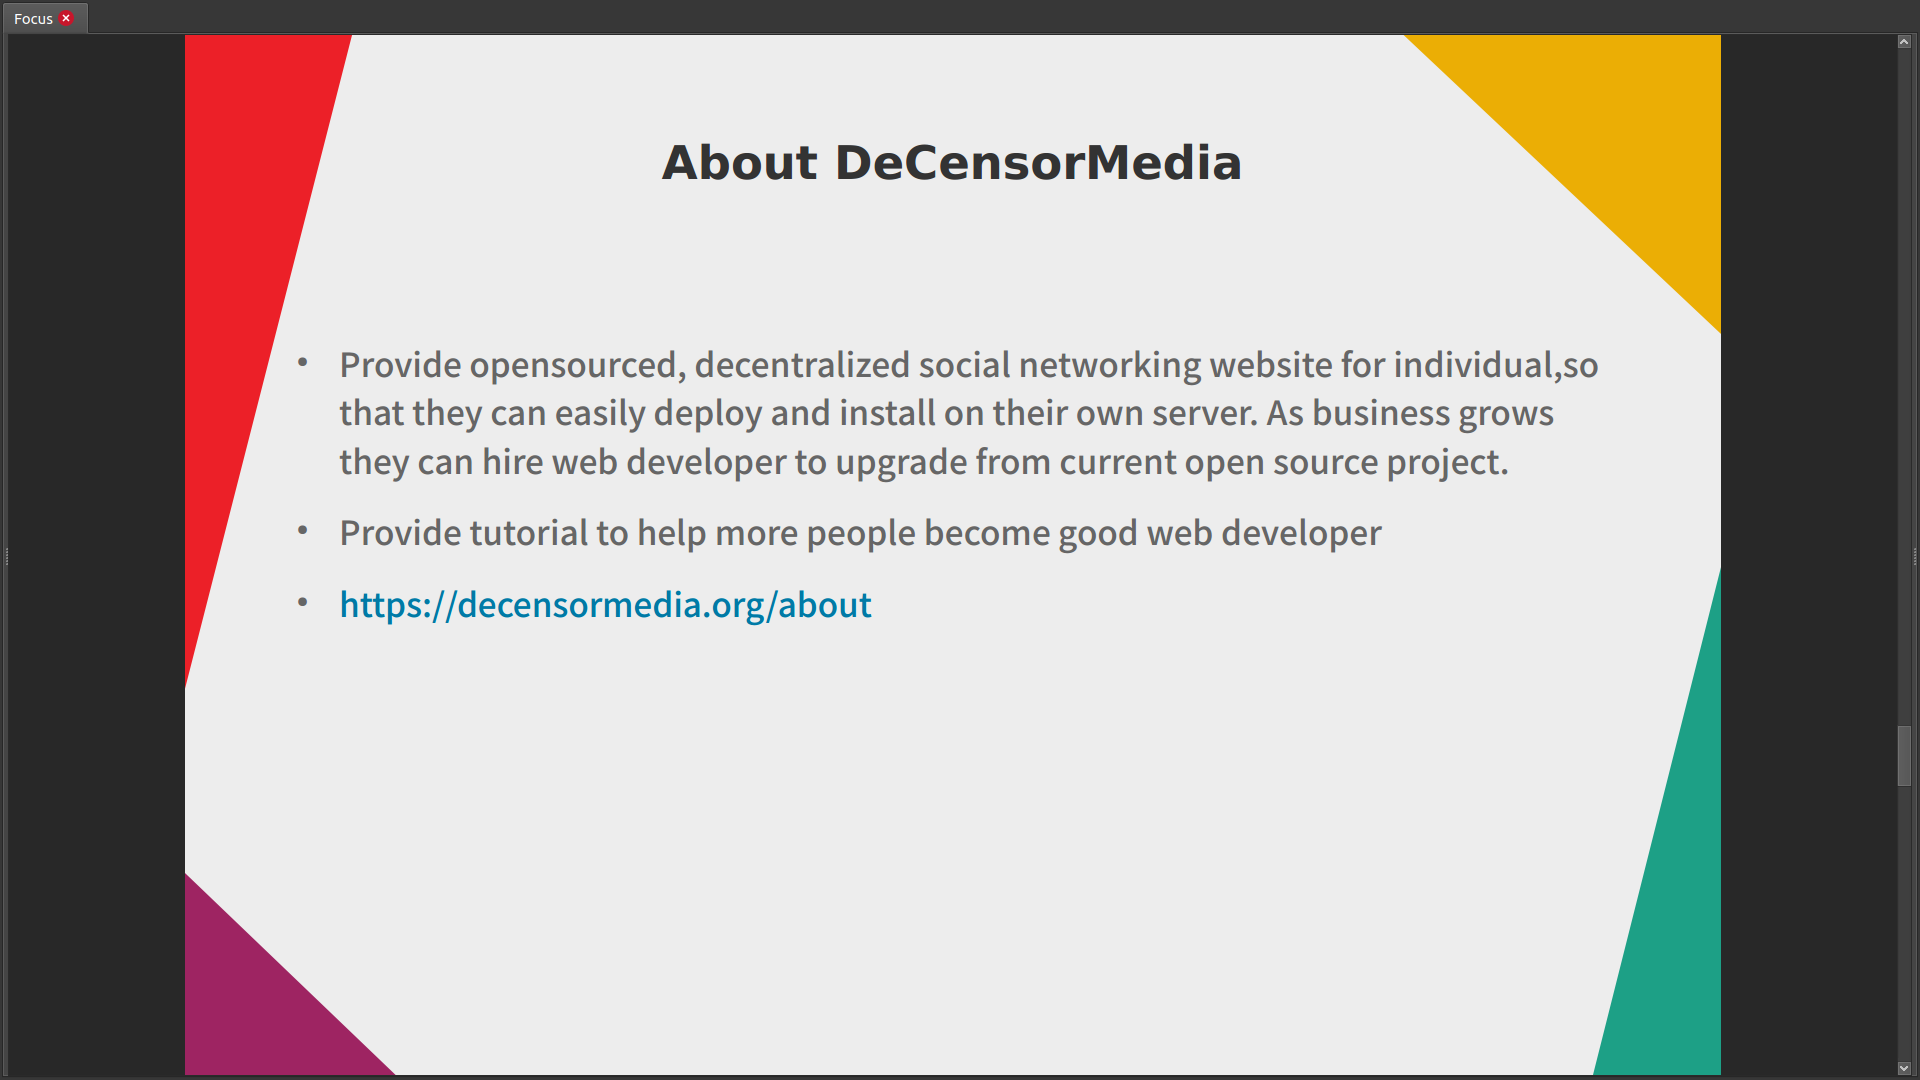 Focus
About DeCensorMedia
• Provide opensourced, decentralized social networking website for individual,so
that they can easily deploy and install on their own server. As business grows
they can hire web developer to upgrade from current open source project.
• Provide tutorial to help more people become good web developer
• https://decensormedia.org/about